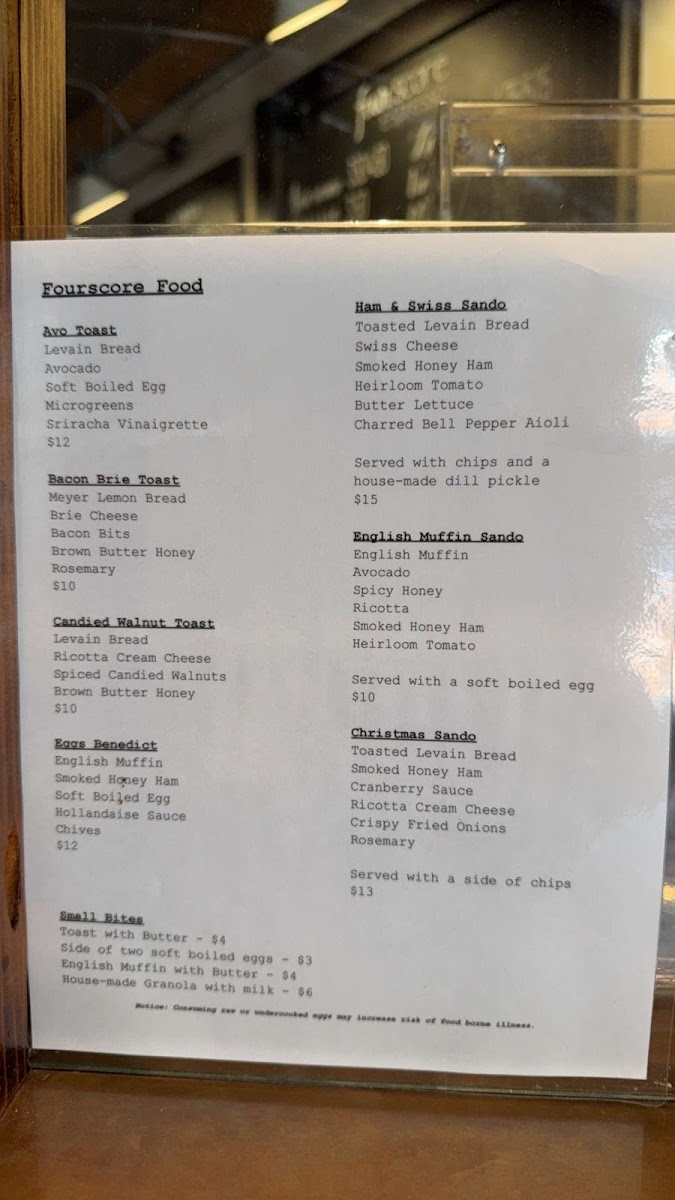 fourscore
Fourscore Food
Avo Toast
Levain Bread
Avocado
Soft Boiled Egg
Microgreens
Sriracha Vinaigrette
$12
Bacon Brie Toast
Meyer Lemon Bread
Brie Cheese
Bacon Bits
Brown Butter Honey
Rosemary
$10
Candied Walnut Toast
Levain Bread
Ricotta Cream Cheese
Spiced Candied Walnuts
Brown Butter Honey
$10
Eggs Benedict
English Muffin
Smoked Honey Ham
Soft Boiled Egg
Hollandaise Sauce
Chives
$12
Ham & Swiss Sando
Toasted Levain Bread
Swiss Cheese
Smoked Honey Ham
Heirloom Tomato
Butter Lettuce
Charred Bell Pepper Aioli
Served with chips and a
house-made dill pickle
$15
English Muffin Sando
English Muffin
Avocado
Spicy Honey
Ricotta
Smoked Honey Ham
Heirloom Tomato
Served with a soft boiled egg
$10
Christmas Sando
Toasted Levain Bread
Smoked Honey Ham
Cranberry Sauce
Ricotta Cream Cheese
Crispy Fried Onions
Rosemary
Served with a side of chips
$13
Small Bites
Toast with Butter - $4
Side of two soft boiled eggs - $3
English Muffin with Butter - $4
House-made Granola with milk - $6
Notice: Consuming raw or undercooked eggs may increase risk of food borne illness.